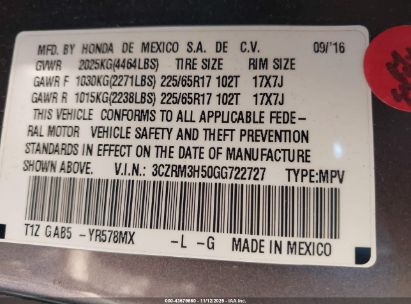 MFD. BY HONDA DE MEXICO S.A. DE C.V. 09/'16
GVWR 2025KG(4464LBS) TIRE SIZE RIM SIZE
GAWR F 1030KG(2271LBS) 225/65R17 102T 17X7J
GAWR R 1015KG(2238LBS) 225/65R17 102T 17X7J
THIS VEHICLE CONFORMS TO ALL APPLICABLE FEDE-
RAL MOTOR VEHICLE SAFETY AND THEFT PREVENTION
STANDARDS IN EFFECT ON THE DATE OF MANUFACTURE
SHOWN ABOVE. V.I.N.: 3CZRM3H50GG722727 TYPE:MPV
T1Z GAB5 -YR578MX -L -G MADE IN MEXICO